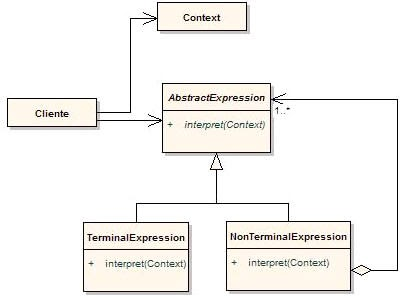 Context
AbstractExpression
+ interpret(Context)
Cliente
1..*
TerminalExpression
+ interpret(Context)
NonTerminalExpression
+ interpret(Context)